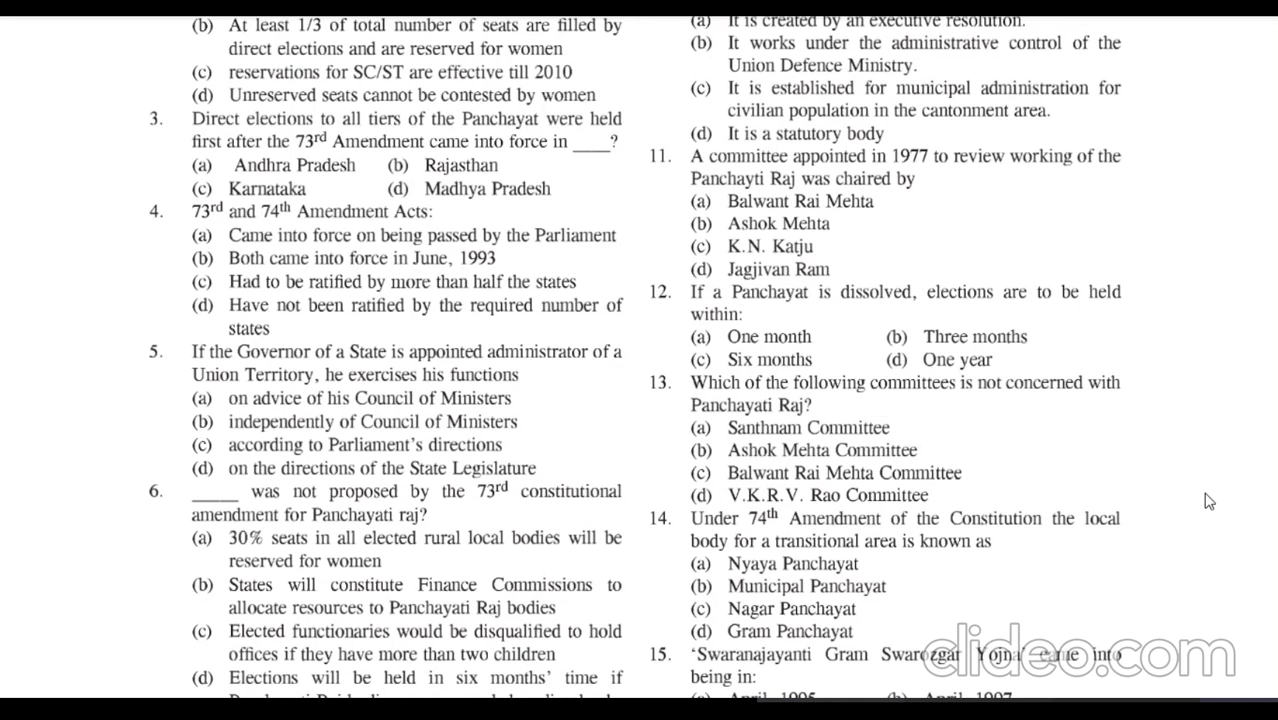 (b) At least 1/3 of total number of seats are filled by
direct elections and are reserved for women
(c) reservations for SC/ST are effective till 2010
(d) Unreserved seats cannot be contested by women
3. Direct elections to all tiers of the Panchayat were held
first after the 73rd Amendment came into force in ____?
(a) Andhra Pradesh (b) Rajasthan
(c) Karnataka (d) Madhya Pradesh
4. 73rd and 74th Amendment Acts:
(a) Came into force on being passed by the Parliament
(b) Both came into force in June, 1993
(c) Had to be ratified by more than half the states
(d) Have not been ratified by the required number of
states
5. If the Governor of a State is appointed administrator of a
Union Territory, he exercises his functions
(a) on advice of his Council of Ministers
(b) independently of Council of Ministers
(c) according to Parliament's directions
(d) on the directions of the State Legislature
6. _____ was not proposed by the 73rd constitutional
amendment for Panchayati raj?
(a) 30% seats in all elected rural local bodies will be
reserved for women
(b) States will constitute Finance Commissions to
allocate resources to Panchayati Raj bodies
(c) Elected functionaries would be disqualified to hold
offices if they have more than two children
(d) Elections will be held in six months' time if
(a) It is created by an executive resolution.
(b) It works under the administrative control of the
Union Defence Ministry.
(c) It is established for municipal administration for
civilian population in the cantonment area.
(d) It is a statutory body
11. A committee appointed in 1977 to review working of the
Panchayti Raj was chaired by
(a) Balwant Rai Mehta
(b) Ashok Mehta
(c) K.N. Katju
(d) Jagjivan Ram
12. If a Panchayat is dissolved, elections are to be held
within:
(a) One month (b) Three months
(c) Six months (d) One year
13. Which of the following committees is not concerned with
Panchayati Raj?
(a) Santhnam Committee
(b) Ashok Mehta Committee
(c) Balwant Rai Mehta Committee
(d) V.K.R.V. Rao Committee
14. Under 74th Amendment of the Constitution the local
body for a transitional area is known as
(a) Nyaya Panchayat
(b) Municipal Panchayat
(c) Nagar Panchayat
(d) Gram Panchayat
15. 'Swaranajayanti Gram Swarozgar Yojna' came into
being in:
(a) April, 1995 (b) April, 1997
clideo.com